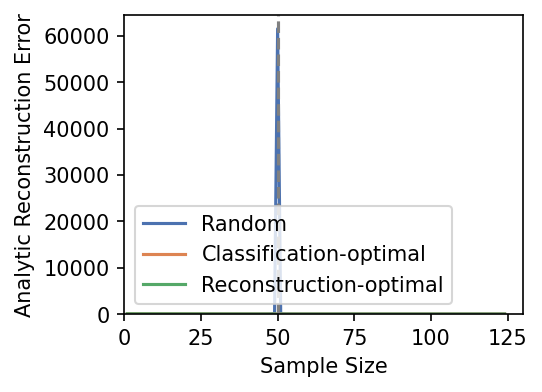 Analytic Reconstruction Error
60000
50000
40000
30000
20000
10000
0
Random
Classification-optimal
Reconstruction-optimal
0 25 50 75 100 125
Sample Size